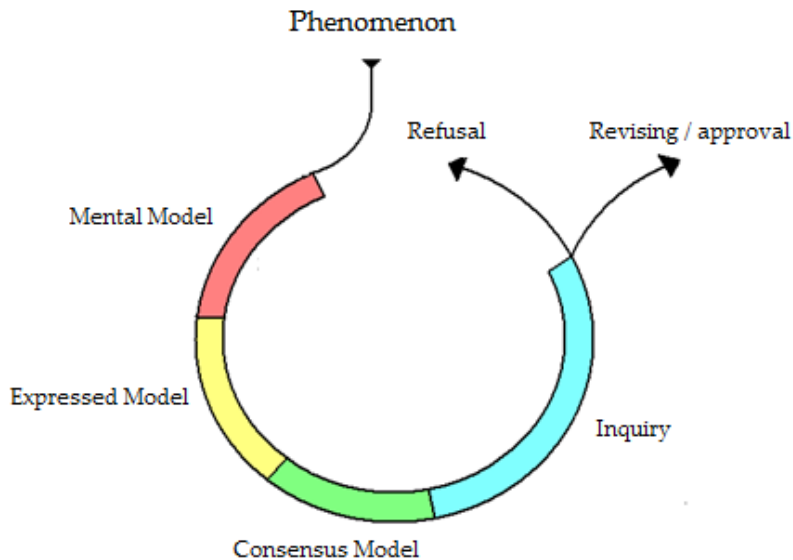 Phenomenon
Refusal
Revising / approval
Mental Model
Expressed Model
Inquiry
Consensus Model